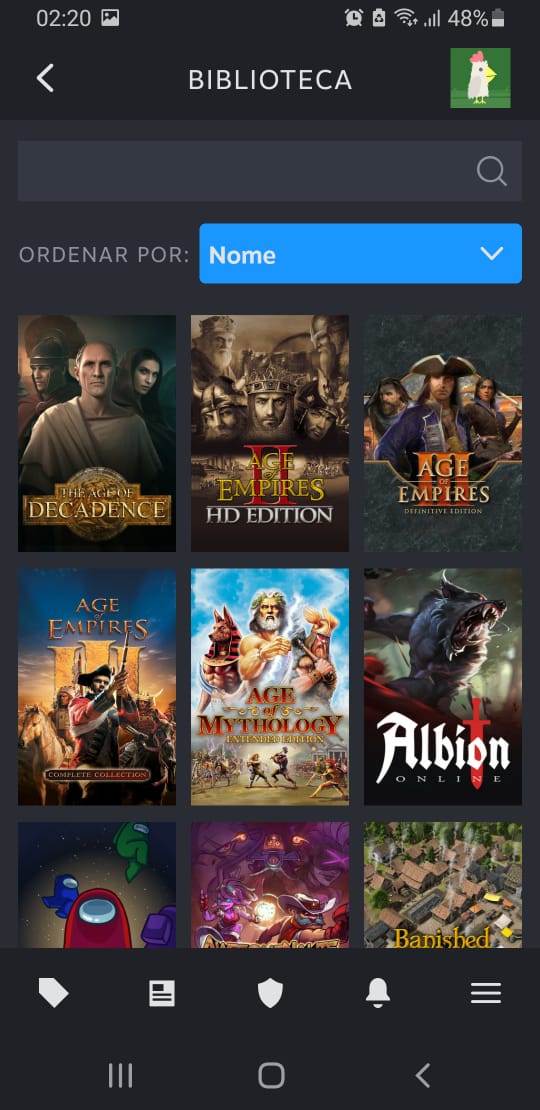 02:20
48%
BIBLIOTECA
ORDENAR POR:
Nome
THE AGE OF
DECADENCE
AGE
OF
EMPIRES
II
HD EDITION
AGE
OF
EMPIRES
III
DEFINITIVE EDITION
AGE
of
EMPIRES
III
COMPLETE COLLECTION
AGE
of
MYTHOLOGY
EXTENDED EDITION
Albion
ONLINE
Banished